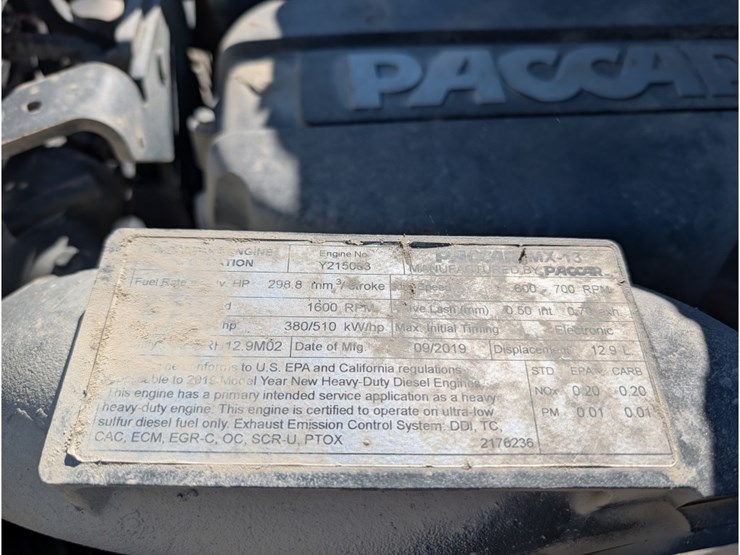 PACCAR
NGINE Engine No. PACCAR MX-13
TION Y215063 MANUFACTURED BY PACCAR
Fuel Rate HP 298.8 mm³/stroke Speed 600 - 700 RPM
1600 RPM Valve Lash (mm) 0.50 int
hp 380/510 kW/hp Max. Initial Timing Electronic
12.9M02 Date of Mfg. 09/2019 Displacement 12.9 L
to U.S. EPA and California regulations STD EPA CARB
to 2019 Model Year New Heavy-Duty Diesel Engines. NOx 0.20 0.20
This engine has a primary intended service application as a heavy
heavy-duty engine. This engine is certified to operate on ultra-low PM 0.01 0.01
sulfur diesel fuel only. Exhaust Emission Control System: DDI, TC,
CAC, ECM, EGR-C, OC, SCR-U, PTOX 2176236